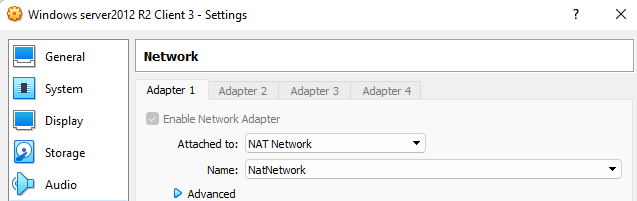 Windows server2012 R2 Client 3 - Settings ? ×
General
System
Display
Storage
Audio
Network
Adapter 1 Adapter 2 Adapter 3 Adapter 4
Enable Network Adapter
Attached to: NAT Network
Name: NatNetwork
Advanced